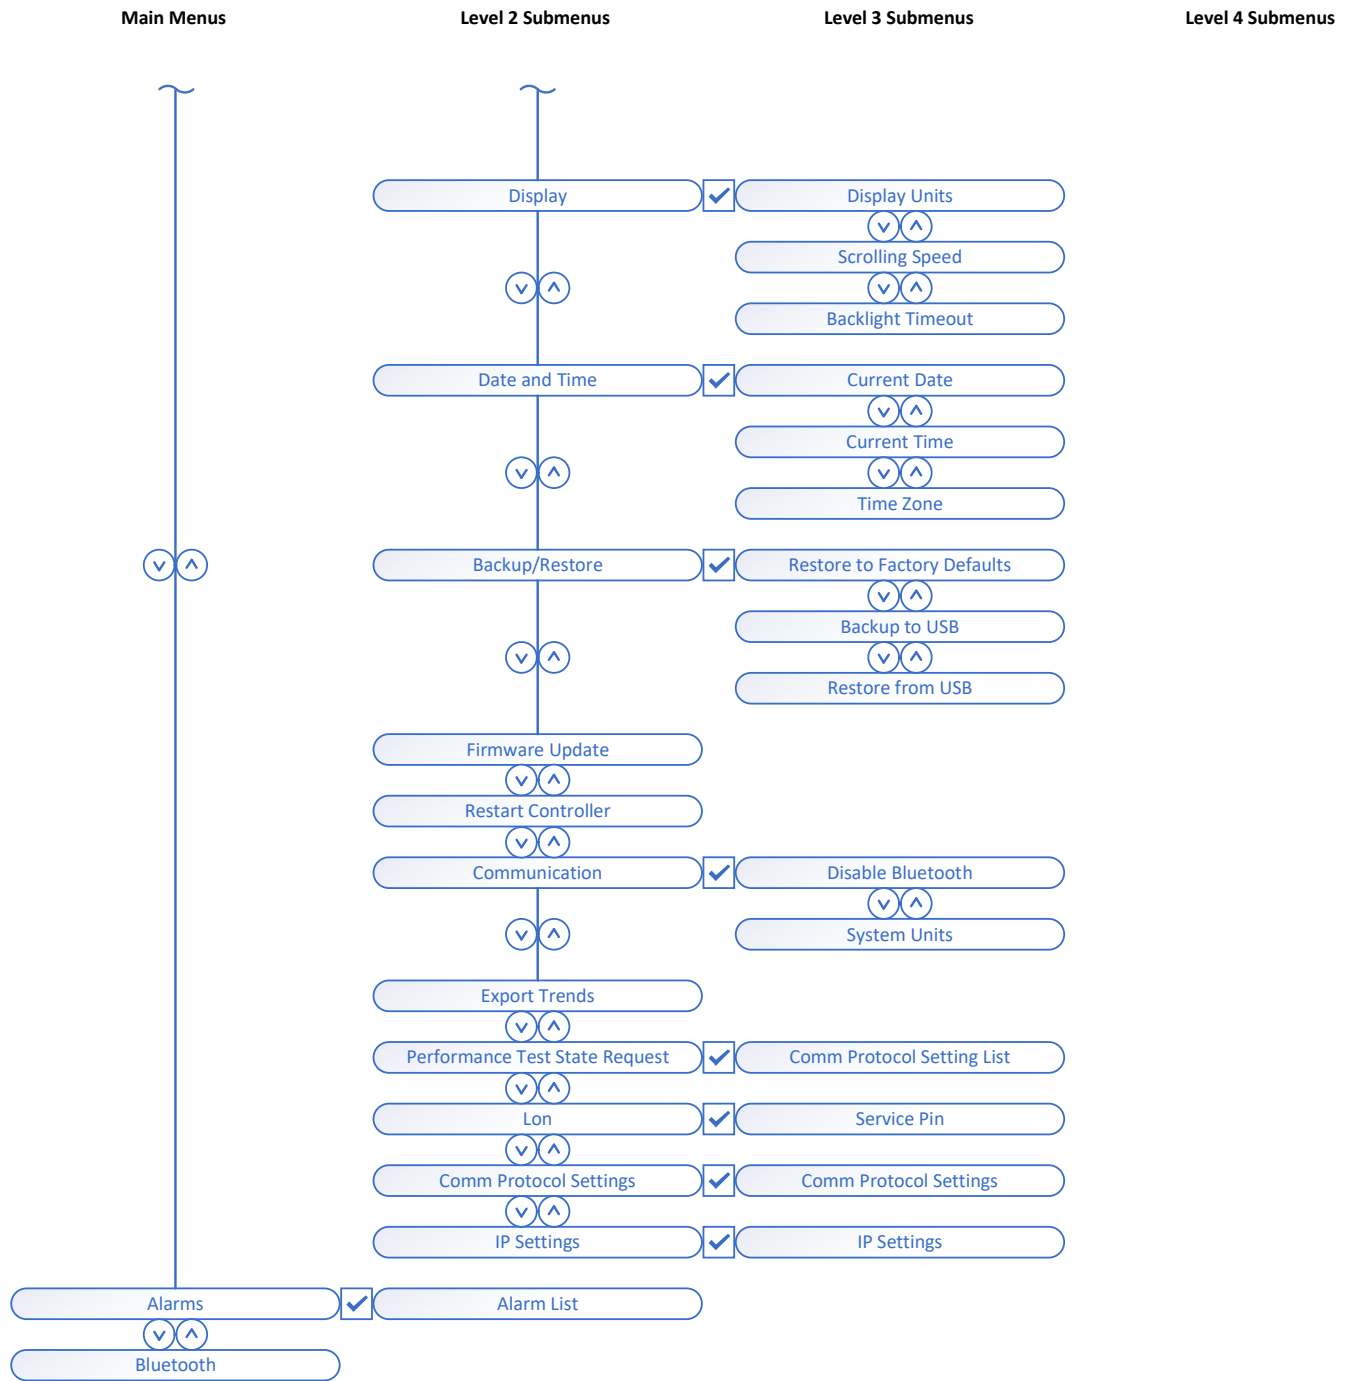 Main Menus
Level 2 Submenus
Level 3 Submenus
Level 4 Submenus
Display
Display Units
Scrolling Speed
Backlight Timeout
Date and Time
Current Date
Current Time
Time Zone
Backup/Restore
Restore to Factory Defaults
Backup to USB
Restore from USB
Firmware Update
Restart Controller
Communication
Disable Bluetooth
System Units
Export Trends
Performance Test State Request
Comm Protocol Setting List
Lon
Service Pin
Comm Protocol Settings
Comm Protocol Settings
IP Settings
IP Settings
Alarms
Alarm List
Bluetooth